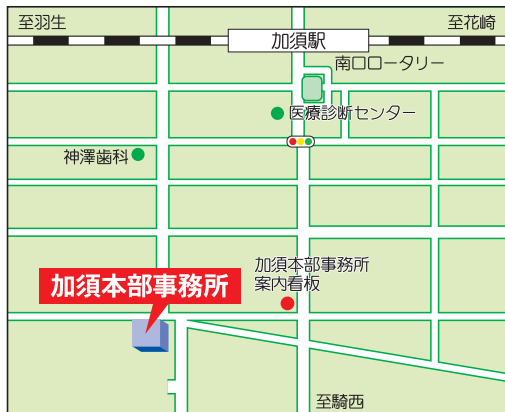 至羽生
至花崎
加須駅
南口ロータリー
医療診断センター
神澤歯科
加須本部事務所
案内看板
加須本部事務所
至騎西